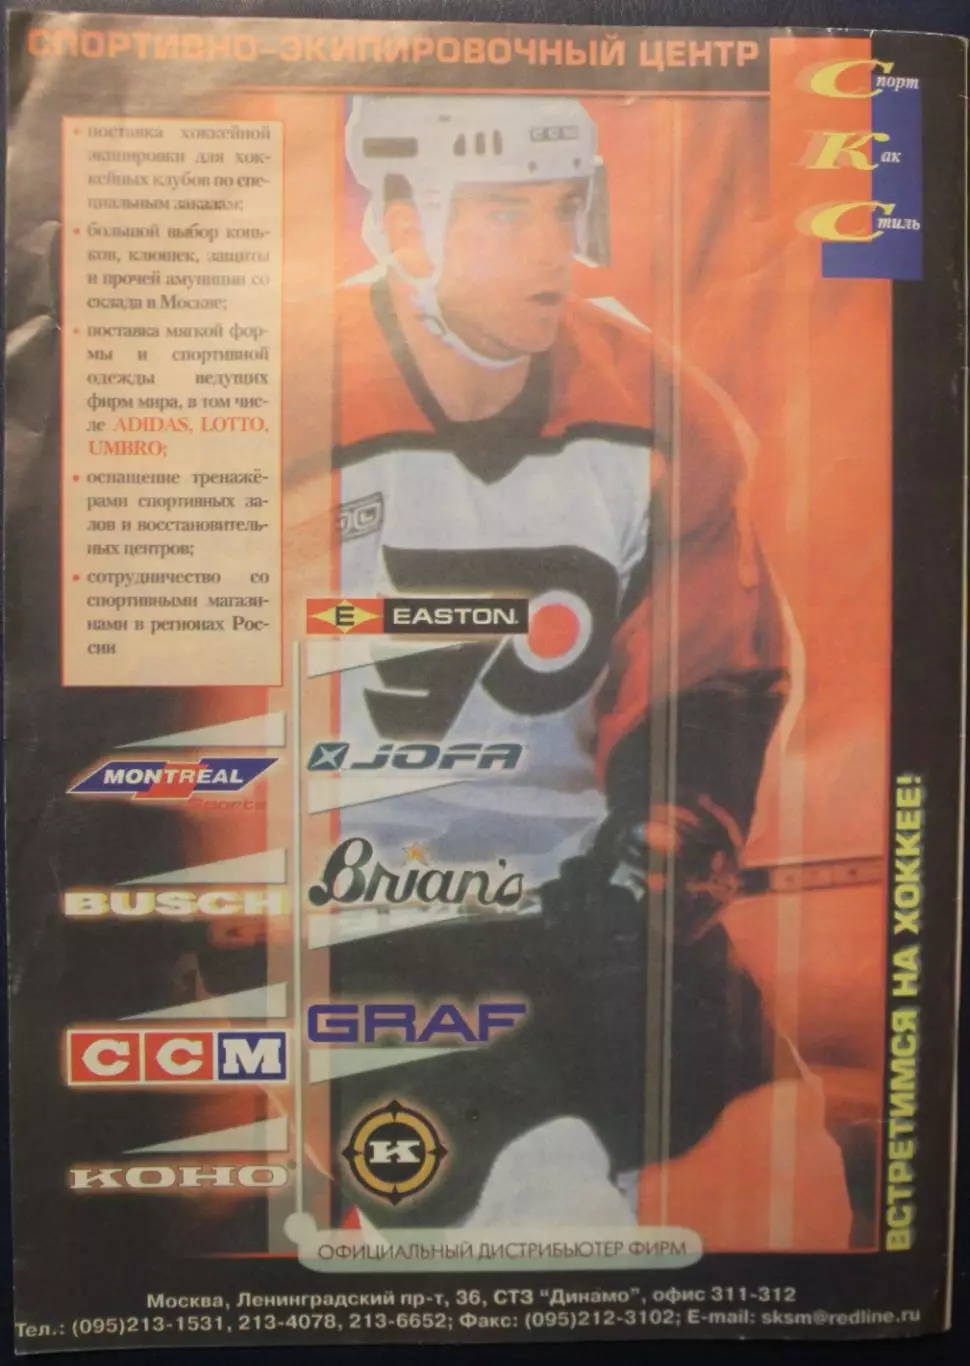 СПОРТИВНО-ЭКИПИРОВОЧНЫЙ ЦЕНТР
Спорт
Как
Стиль
• поставка хоккейной
экипировки для хок-
кейных клубов по спе-
циальным заказам;
• большой выбор конь-
ков, клюшек, защиты
и прочей амуниции со
склада в Москве;
• поставка мягкой фор-
мы и спортивной
одежды ведущих
фирм мира, в том чис-
ле ADIDAS, LOTTO,
UMBRO;
• оснащение тренажё-
рами спортивных за-
лов и восстановитель-
ных центров;
• сотрудничество со
спортивными магази-
нами в регионах Рос-
сии
CCM
E EASTON
MONTREAL
Sports
JOFA
BUSCH
Brian's
CCM
GRAF
KOHO
K
ВСТРЕТИМСЯ НА ХОККЕЕ!
ОФИЦИАЛЬНЫЙ ДИСТРИБЬЮТЕР ФИРМ
Москва, Ленинградский пр-т, 36, СТЗ "Динамо", офис 311-312
Тел.: (095)213-1531, 213-4078, 213-6652; Факс: (095)212-3102; E-mail: sksm@redline.ru